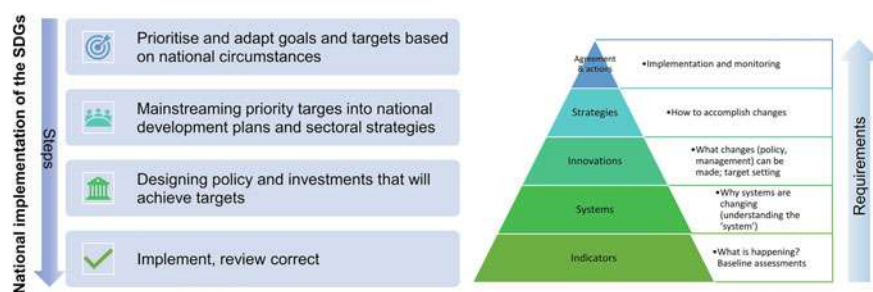 National implementation of the SDGs
Steps
Prioritise and adapt goals and targets based
on national circumstances
Mainstreaming priority targes into national
development plans and sectoral strategies
Designing policy and investments that will
achieve targets
Implement, review correct
Agreement
& actions
•Implementation and monitoring
Strategies
•How to accomplish changes
Innovations
•What changes (policy,
management) can be
made; target setting
Systems
•Why systems are
changing
(understanding the
'system')
Indicators
•What is happening?
Baseline assessments
Requirements